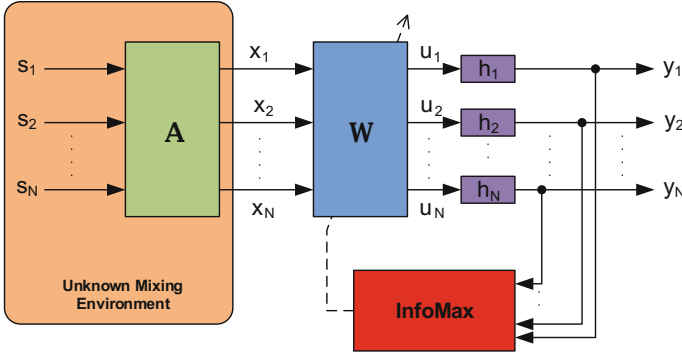 s1 A x1 W u1 h1 y1
s2 x2 u2 h2 y2
sN xN uN hN yN
Unknown Mixing
Environment
InfoMax